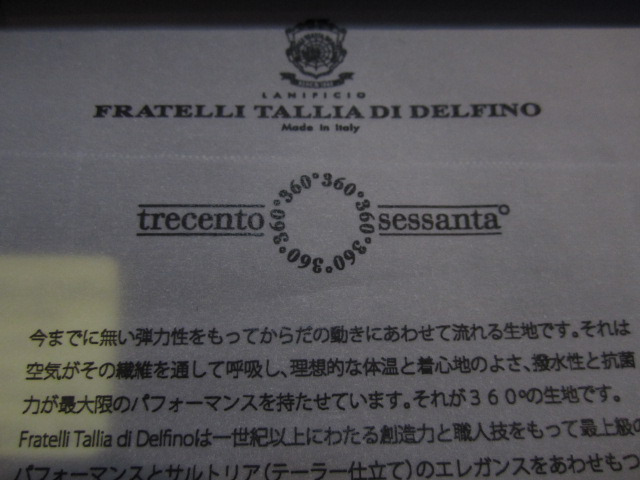 LANIFICIO
FRATELLI TALLIA DI DELFINO
Made in Italy
360°360°360°360°360°360°
trecento sessanta°
今までに無い弾力性をもってからだの動きにあわせて流れる生地です。それは
空気がその繊維を通して呼吸し、理想的な体温と着心地のよさ、撥水性と抗菌
力が最大限のパフォーマンスを持たせています。それが360ºの生地です。
Fratelli Tallia di Delfinoは一世紀以上にわたる創造力と職人技をもって最上級の
パフォーマンスとサルトリア(テーラー仕立て)のエレガンスをあわせもつ